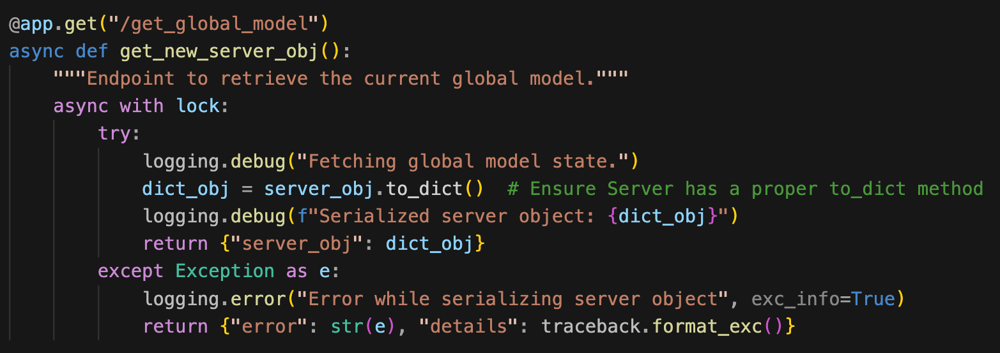 @app.get("/get_global_model")
async def get_new_server_obj():
    """Endpoint to retrieve the current global model."""
    async with lock:
        try:
            logging.debug("Fetching global model state.")
            dict_obj = server_obj.to_dict()  # Ensure Server has a proper to_dict method
            logging.debug(f"Serialized server object: {dict_obj}")
            return {"server_obj": dict_obj}
        except Exception as e:
            logging.error("Error while serializing server object", exc_info=True)
            return {"error": str(e), "details": traceback.format_exc()}